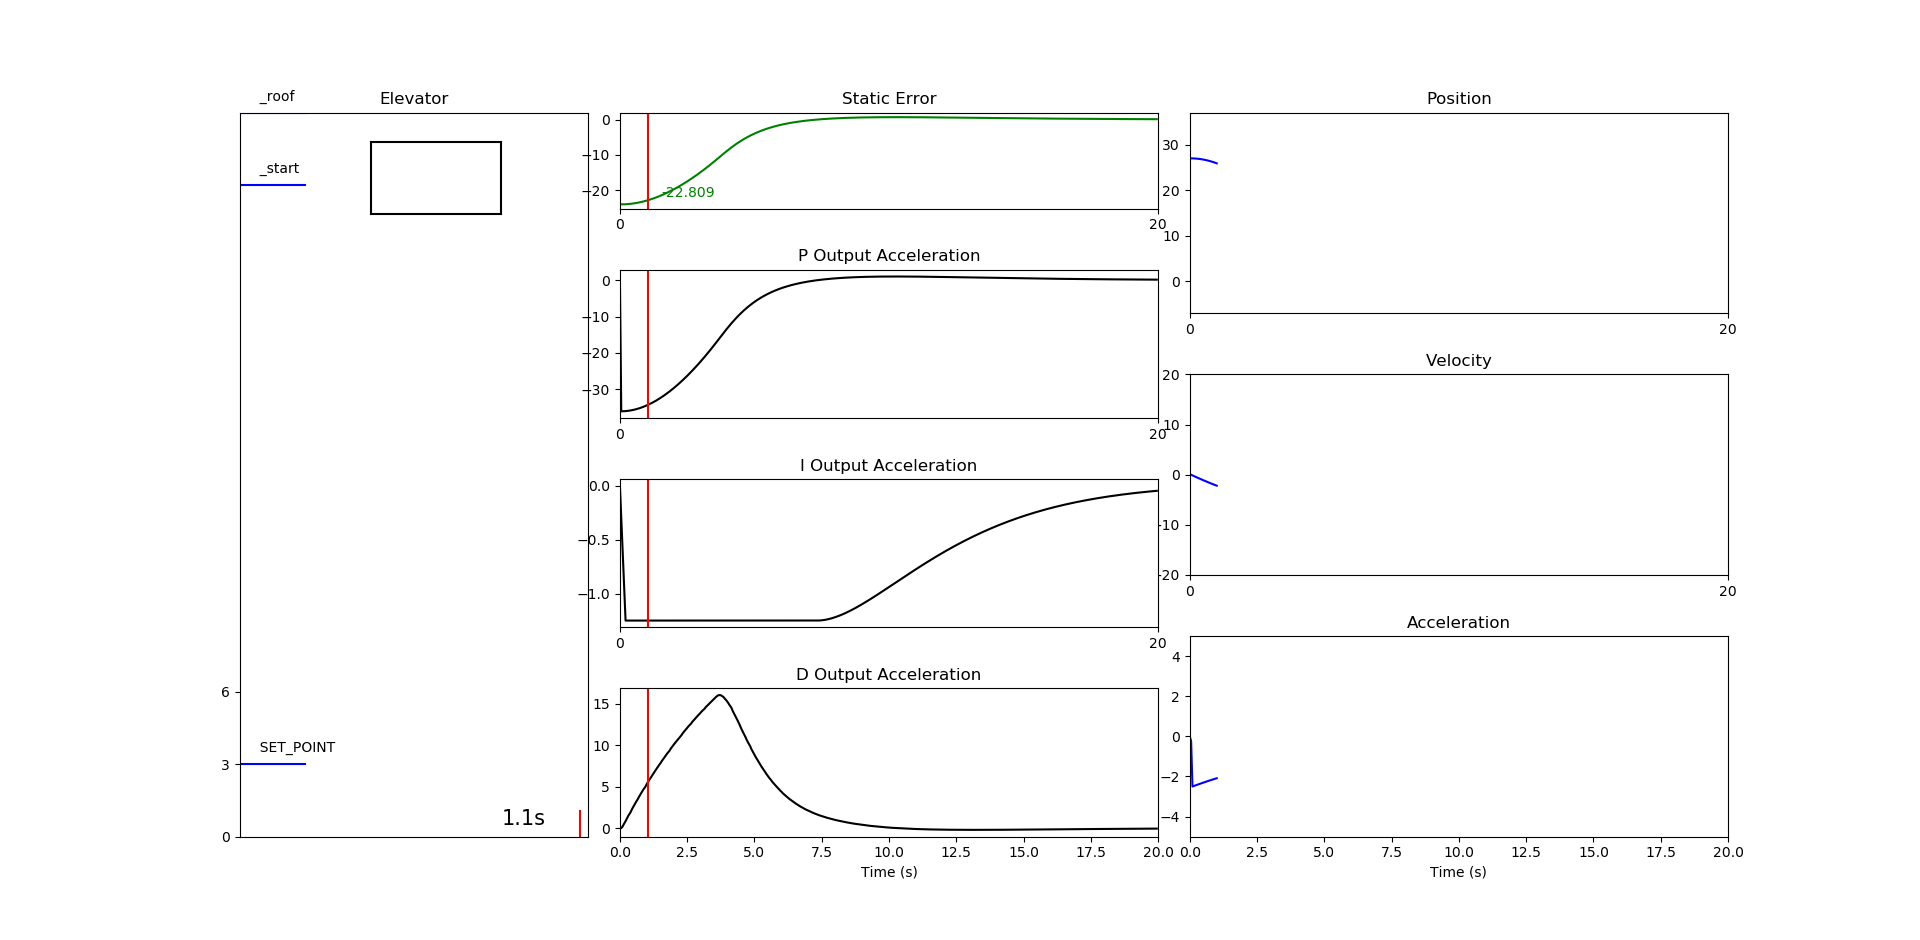 _roof
Elevator
_start
6
SET_POINT
3
1.1s
0
Static Error
0
−10
−20
-22.809
0 20
P Output Acceleration
0
−10
−20
−30
0 20
I Output Acceleration
0.0
−0.5
−1.0
0 20
D Output Acceleration
15
10
5
0
0.0 2.5 5.0 7.5 10.0 12.5 15.0 17.5 20.0
Time (s)
Position
30
20
10
0
0 20
Velocity
20
10
0
-10
-20
0 20
Acceleration
4
2
0
−2
−4
0.0 2.5 5.0 7.5 10.0 12.5 15.0 17.5 20.0
Time (s)